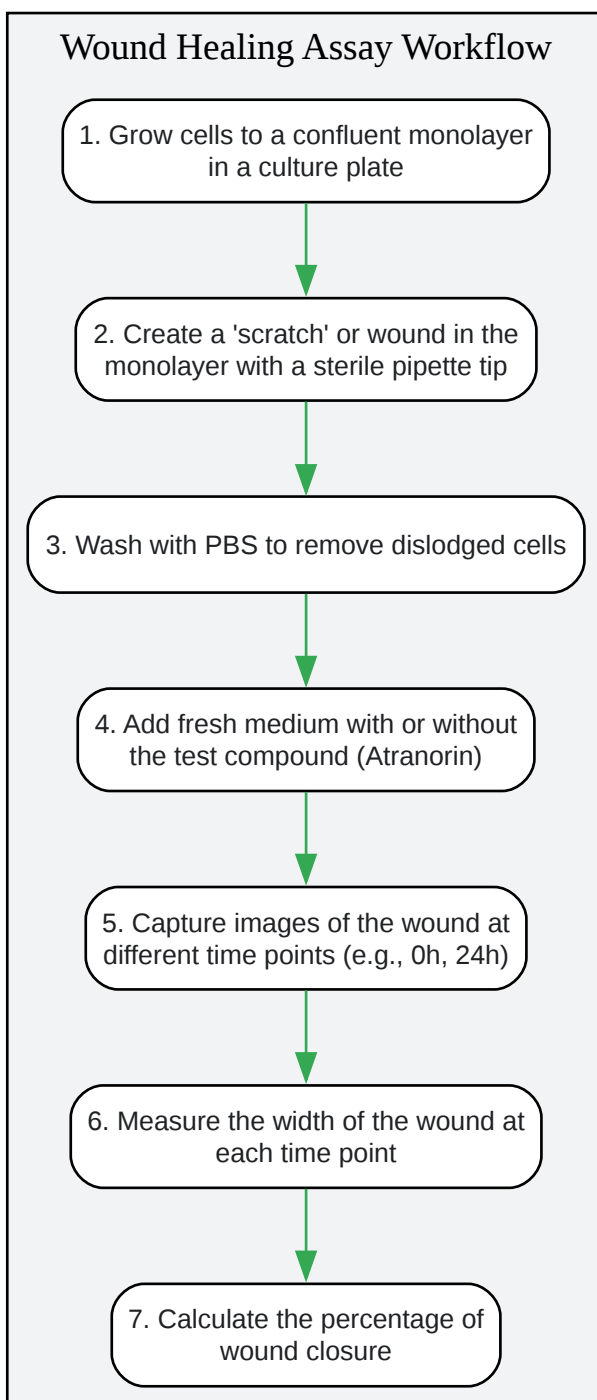 Wound Healing Assay Workflow
1. Grow cells to a confluent monolayer
in a culture plate
2. Create a 'scratch' or wound in the
monolayer with a sterile pipette tip
3. Wash with PBS to remove dislodged cells
4. Add fresh medium with or without
the test compound (Atranorin)
5. Capture images of the wound at
different time points (e.g., 0h, 24h)
6. Measure the width of the wound at
each time point
7. Calculate the percentage of
wound closure